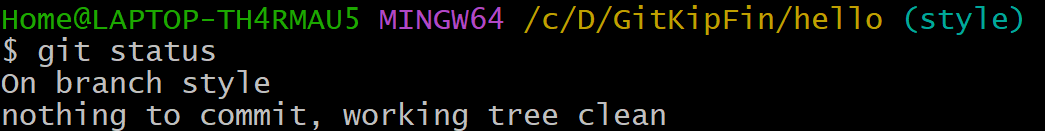 Home@LAPTOP-TH4RMAU5 MINGW64 /c/D/GitKipFin/hello (style)
$ git status
On branch style
nothing to commit, working tree clean